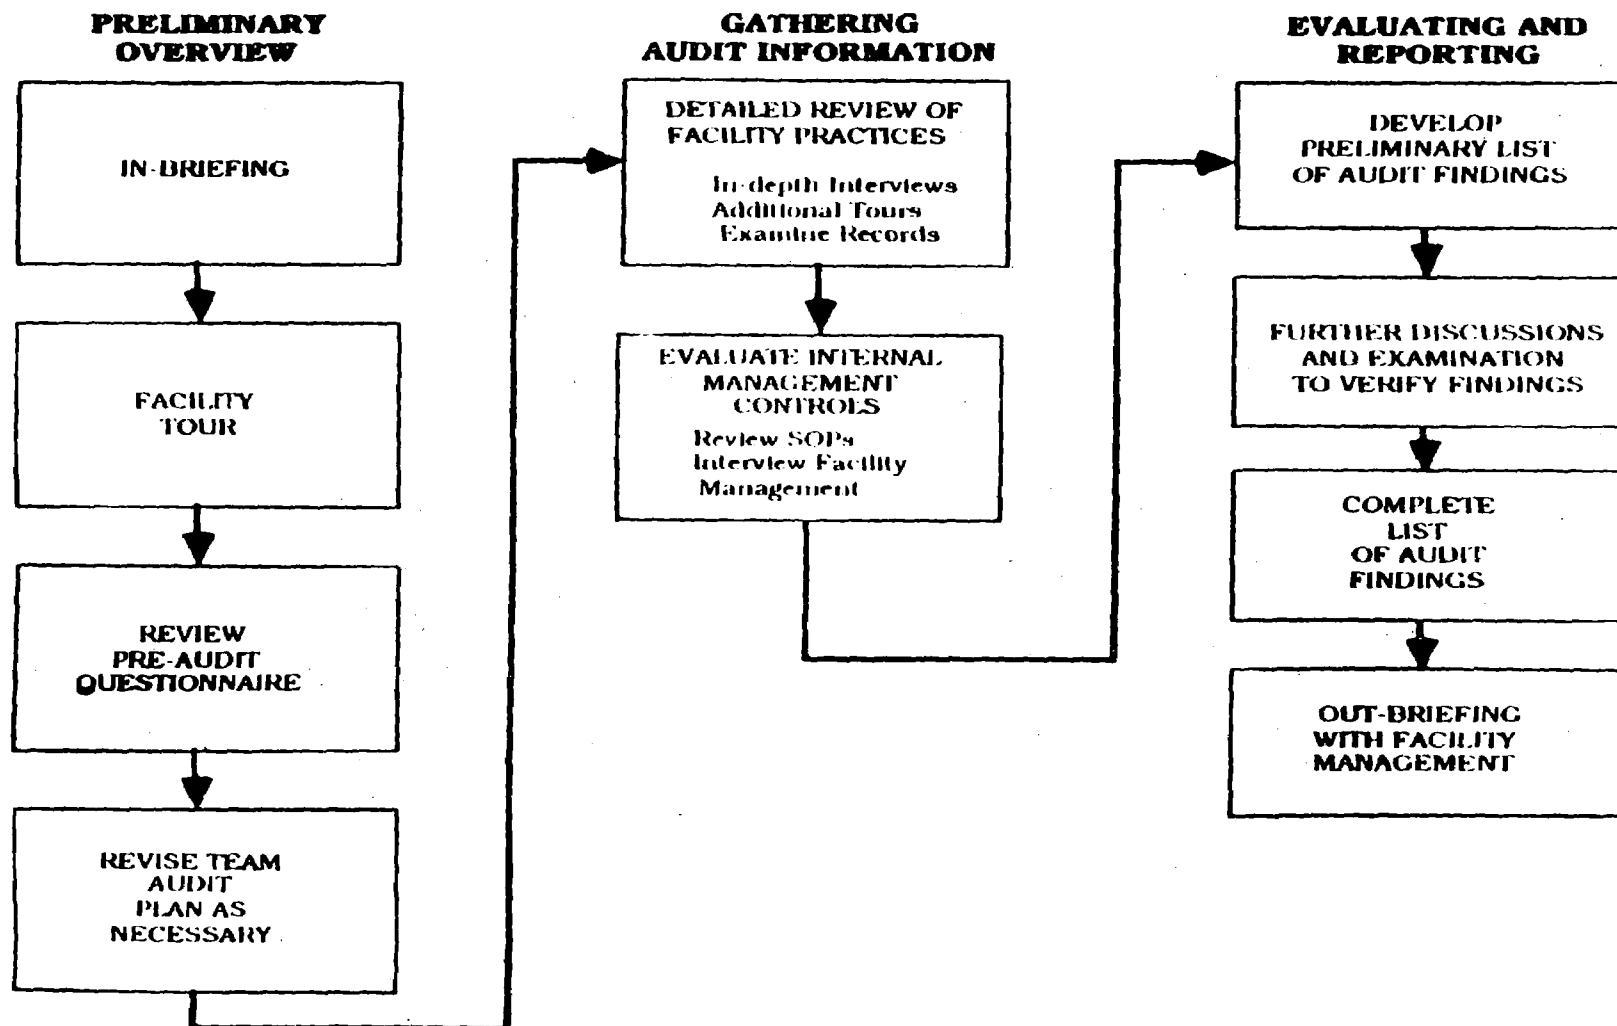 PRELIMINARY
OVERVIEW
IN-BRIEFING
FACILITY
TOUR
REVIEW
PRE-AUDIT
QUESTIONNAIRE
REVISE TEAM
AUDIT
PLAN AS
NECESSARY
GATHERING
AUDIT INFORMATION
DETAILED REVIEW OF
FACILITY PRACTICES
In-depth Interviews
Additional Tours
Examine Records
EVALUATE INTERNAL
MANAGEMENT
CONTROLS
Review SOPs
Interview Facility
Management
EVALUATING AND
REPORTING
DEVELOP
PRELIMINARY LIST
OF AUDIT FINDINGS
FURTHER DISCUSSIONS
AND EXAMINATION
TO VERIFY FINDINGS
COMPLETE
LIST
OF AUDIT
FINDINGS
OUT-BRIEFING
WITH FACILITY
MANAGEMENT